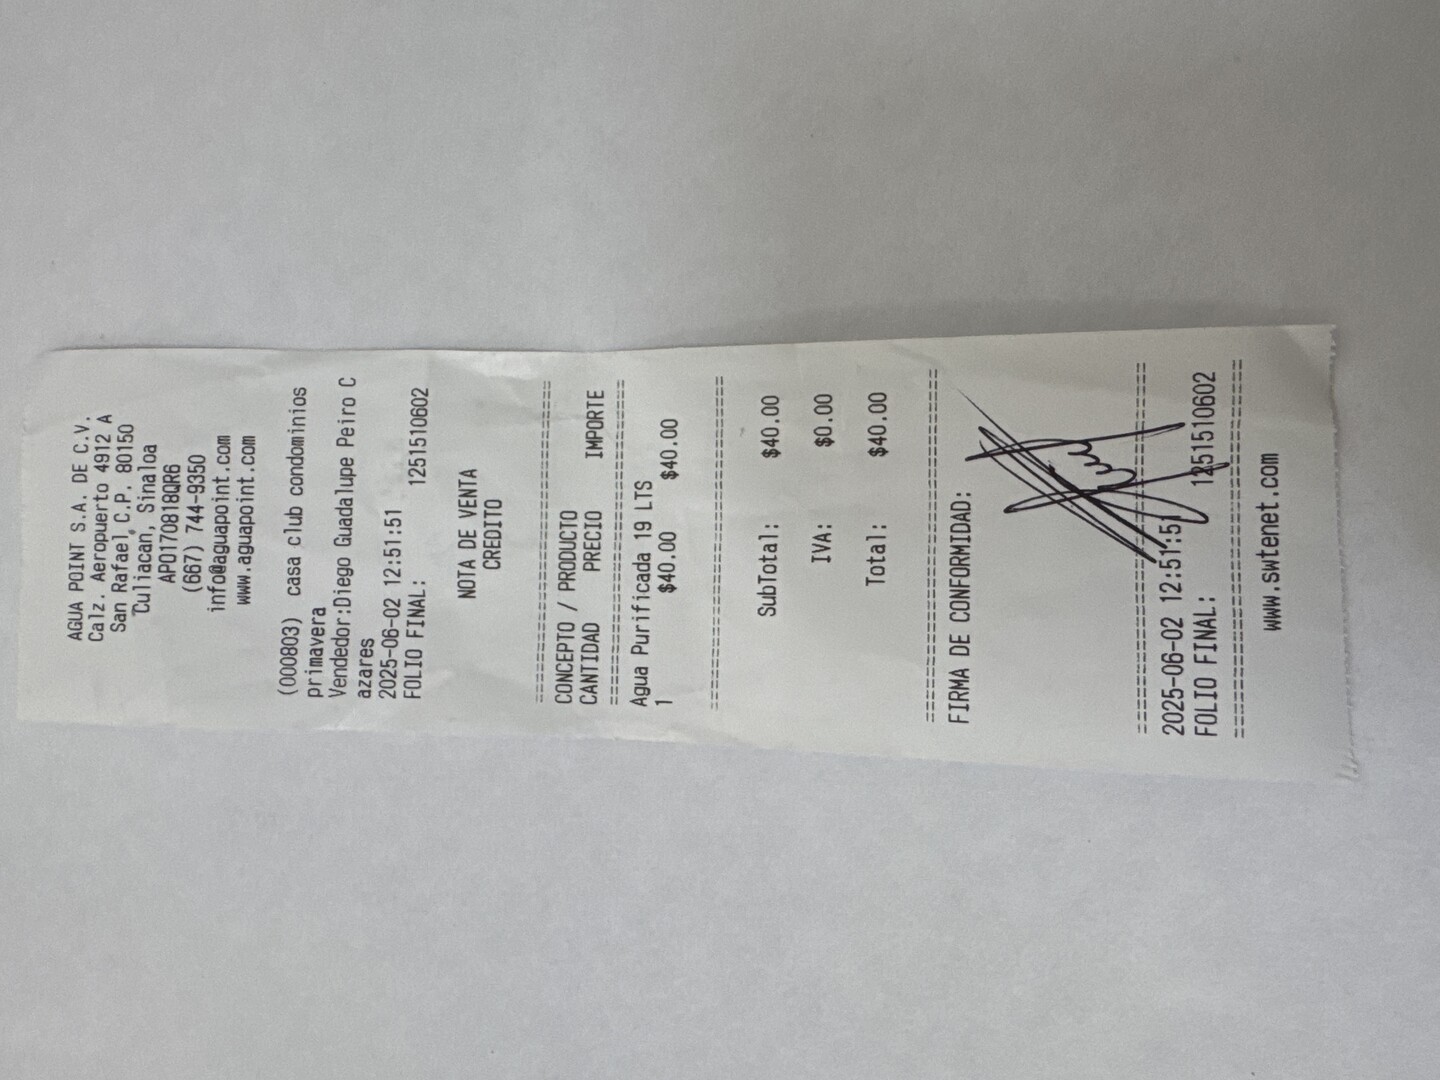 AGUA POINT S.A. DE C.V.
Calz. Aeropuerto 4912 A
San Rafael, C.P. 80150
Culiacan, Sinaloa
APO170818QR6
(667) 744-9350
info@aguapoint.com
www.aguapoint.com
(000803) casa club condominios
primavera
Vendedor:Diego Guadalupe Peiro C
azares
2025-06-02 12:51:51
FOLIO FINAL: 1251510602
NOTA DE VENTA
CREDITO
================================
CONCEPTO / PRODUCTO
CANTIDAD PRECIO IMPORTE
================================
Agua Purificada 19 LTS
1 $40.00 $40.00
================================
SubTotal: $40.00
IVA: $0.00
Total: $40.00
================================
FIRMA DE CONFORMIDAD:
================================
2025-06-02 12:51:51
FOLIO FINAL: 1251510602
================================
www.swtenet.com